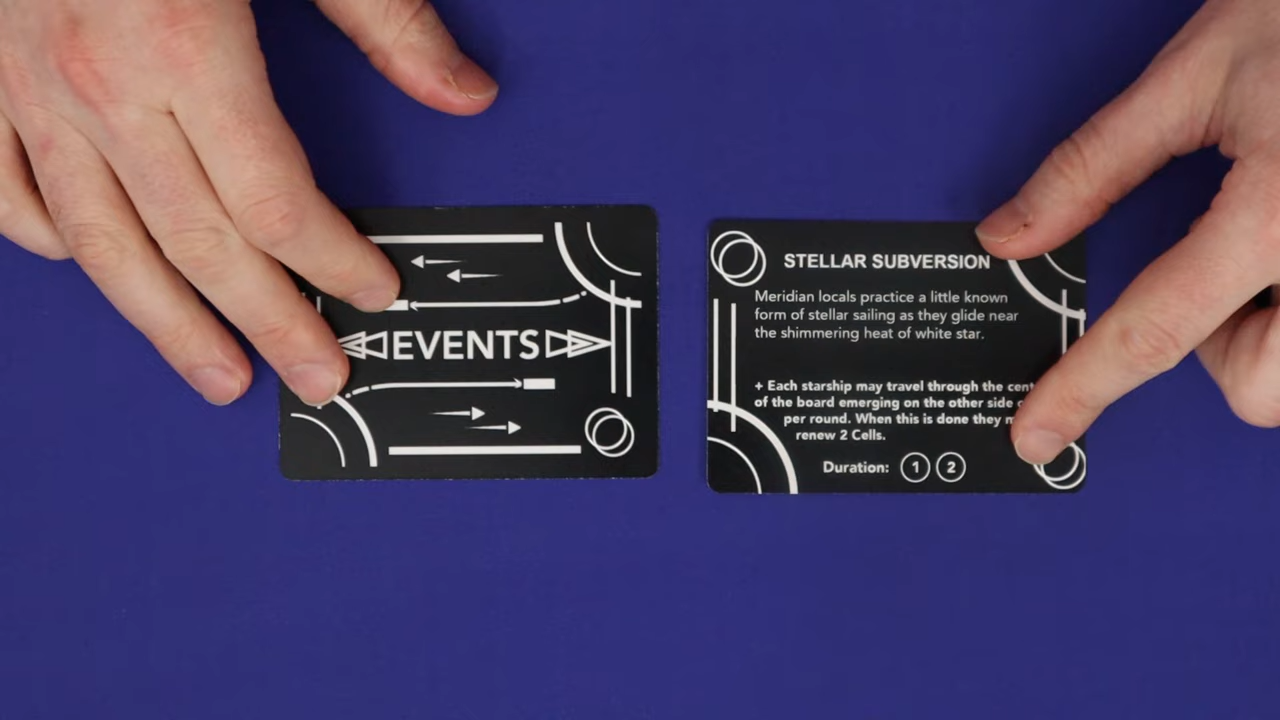 EVENTS
STELLAR SUBVERSION
Meridian locals practice a little known
form of stellar sailing as they glide near
the shimmering heat of white star.
+ Each starship may travel through the
of the board emerging on the other side
per round. When this is done they
renew 2 Cells.
Duration: 1 2